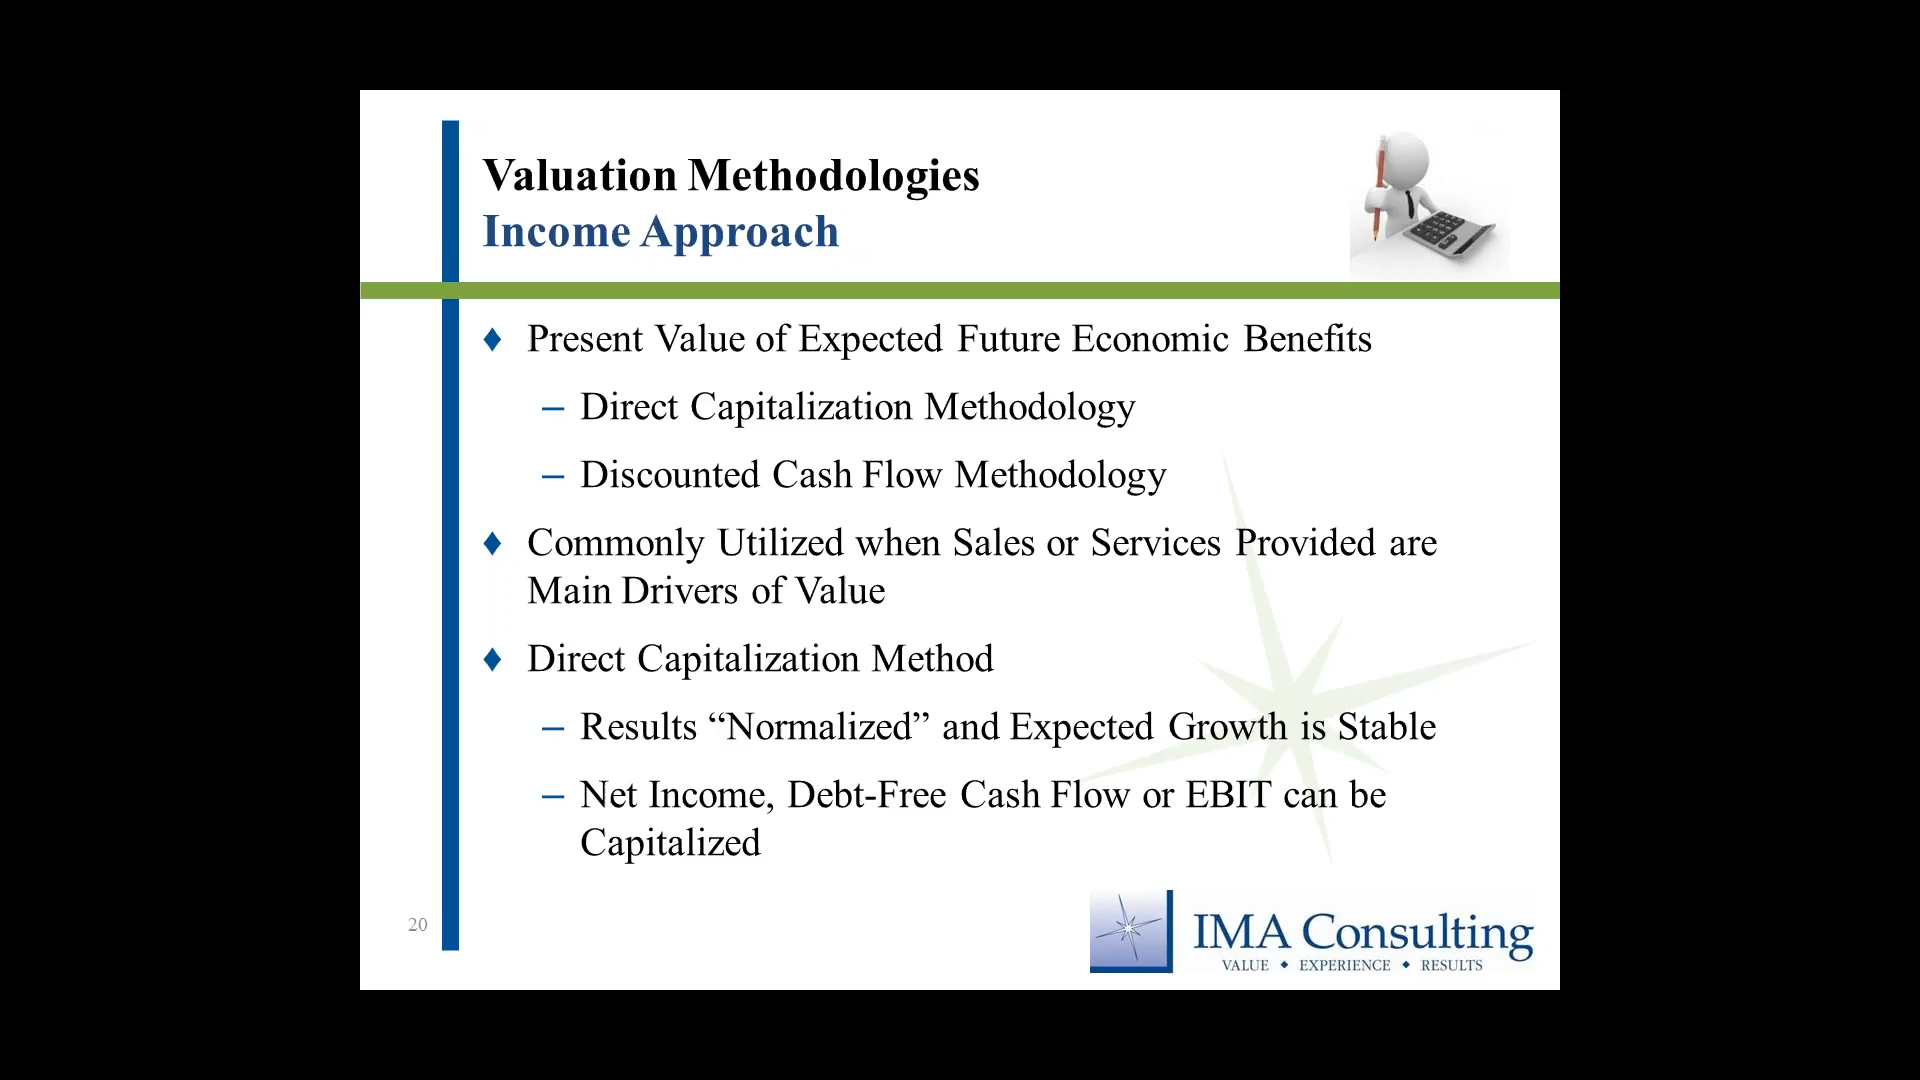 Valuation Methodologies
Income Approach
♦ Present Value of Expected Future Economic Benefits
– Direct Capitalization Methodology
– Discounted Cash Flow Methodology
♦ Commonly Utilized when Sales or Services Provided are
Main Drivers of Value
♦ Direct Capitalization Method
– Results “Normalized” and Expected Growth is Stable
– Net Income, Debt-Free Cash Flow or EBIT can be
Capitalized
20
IMA Consulting
VALUE ◆ EXPERIENCE ◆ RESULTS